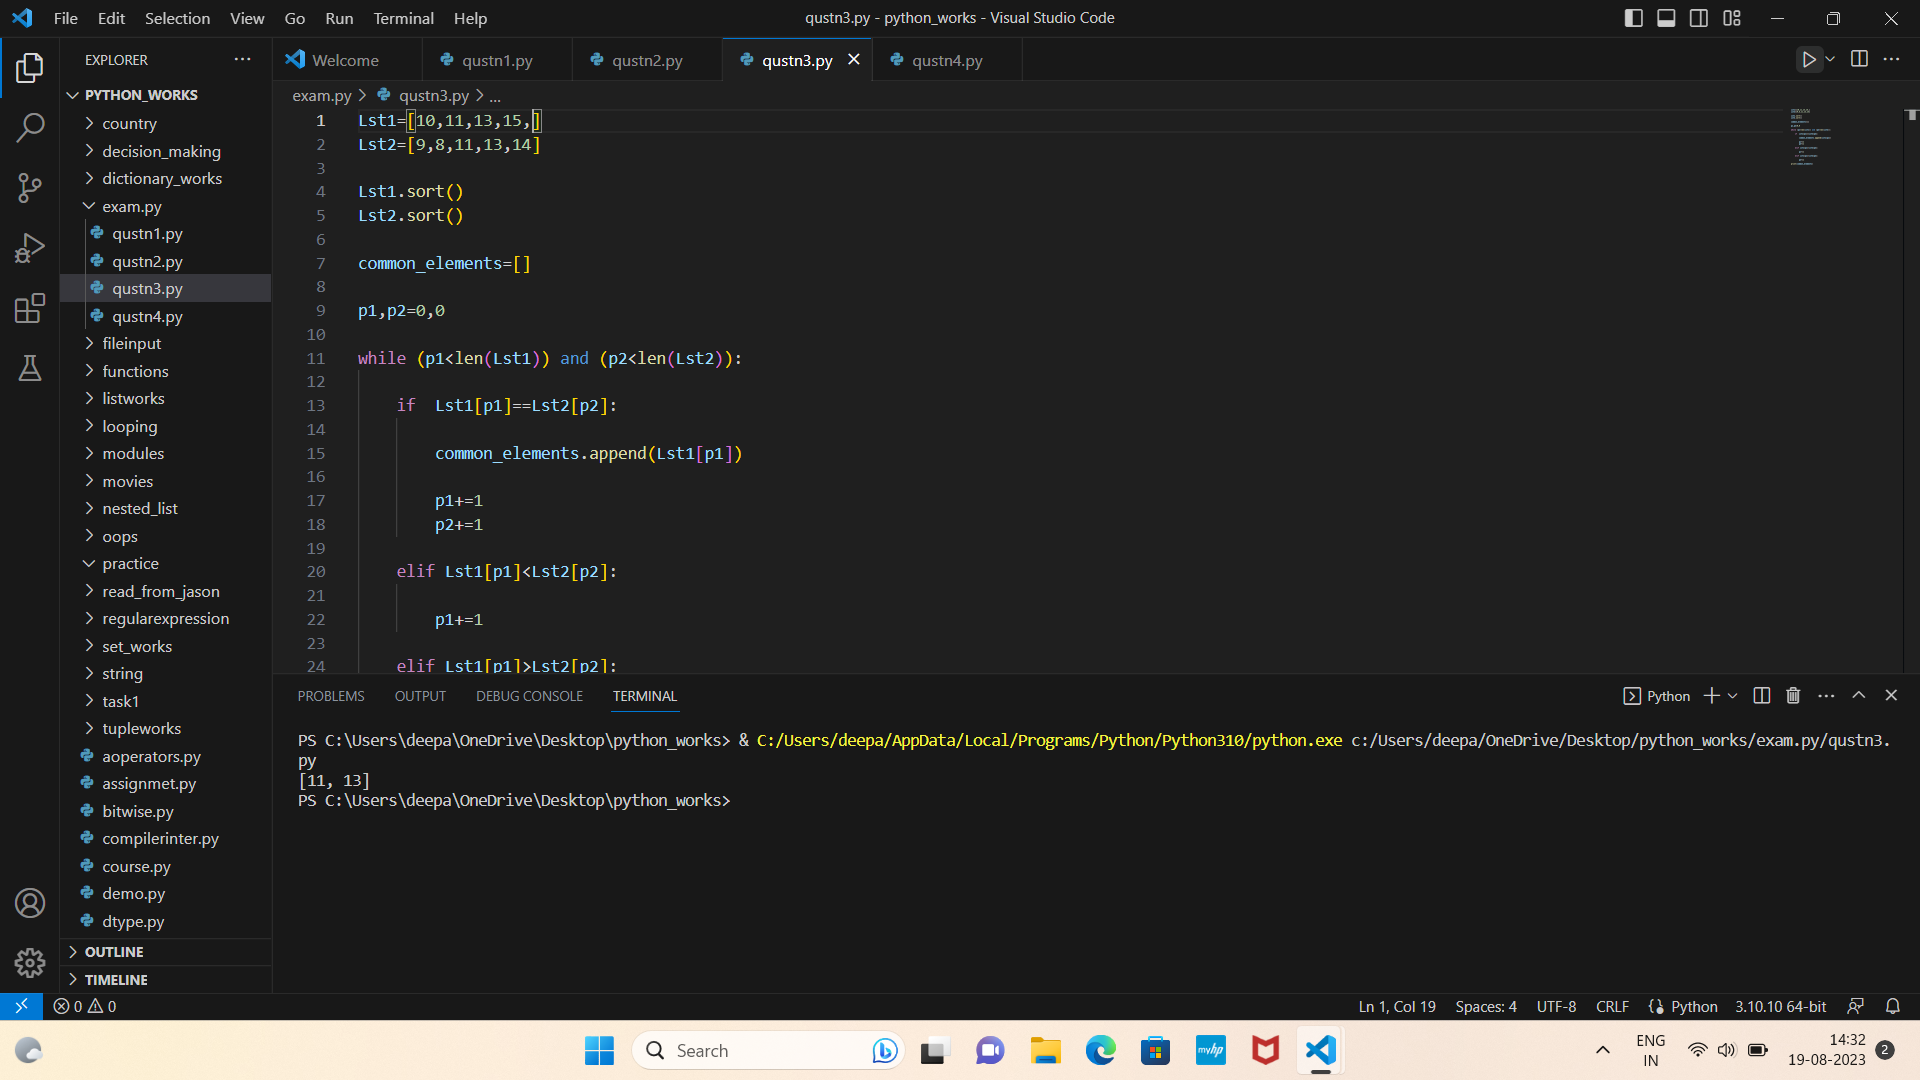 File Edit Selection View Go Run Terminal Help
qustn3.py - python_works - Visual Studio Code
EXPLORER
Welcome
qustn1.py
qustn2.py
qustn3.py
qustn4.py
PYTHON_WORKS
country
decision_making
dictionary_works
exam.py
qustn1.py
qustn2.py
qustn3.py
qustn4.py
fileinput
functions
listworks
looping
modules
movies
nested_list
oops
practice
read_from_jason
regularexpression
set_works
string
task1
tupleworks
aoperators.py
assignmet.py
bitwise.py
compilerinter.py
course.py
demo.py
dtype.py
OUTLINE
TIMELINE
exam.py > qustn3.py > ...
1 Lst1=[10,11,13,15,]
2 Lst2=[9,8,11,13,14]
3
4 Lst1.sort()
5 Lst2.sort()
6
7 common_elements=[]
8
9 p1,p2=0,0
10
11 while (p1<len(Lst1)) and (p2<len(Lst2)):
12
13 if  Lst1[p1]==Lst2[p2]:
14
15 common_elements.append(Lst1[p1])
16
17 p1+=1
18 p2+=1
19
20 elif Lst1[p1]<Lst2[p2]:
21
22 p1+=1
23
24 elif Lst1[p1]>Lst2[p2]:
PROBLEMS OUTPUT DEBUG CONSOLE TERMINAL
Python
PS C:\Users\deepa\OneDrive\Desktop\python_works> & C:/Users/deepa/AppData/Local/Programs/Python/Python310/python.exe c:/Users/deepa/OneDrive/Desktop/python_works/exam.py/qustn3.
py
[11, 13]
PS C:\Users\deepa\OneDrive\Desktop\python_works>
0 0
Ln 1, Col 19 Spaces: 4 UTF-8 CRLF Python 3.10.10 64-bit
Search
myhp
ENG
IN
14:32
19-08-2023
2